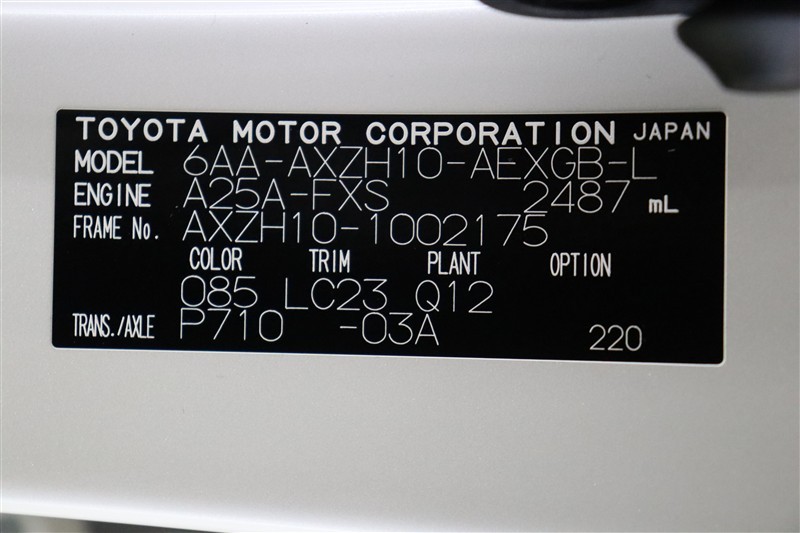 TOYOTA MOTOR CORPORATION JAPAN
MODEL 6AA-AXZH10-AEXGB-L
ENGINE A25A-FXS 2487 mL
FRAME No. AXZH10-1002175
COLOR TRIM PLANT OPTION
085 LC23 Q12
TRANS./AXLE P710 -03A 220